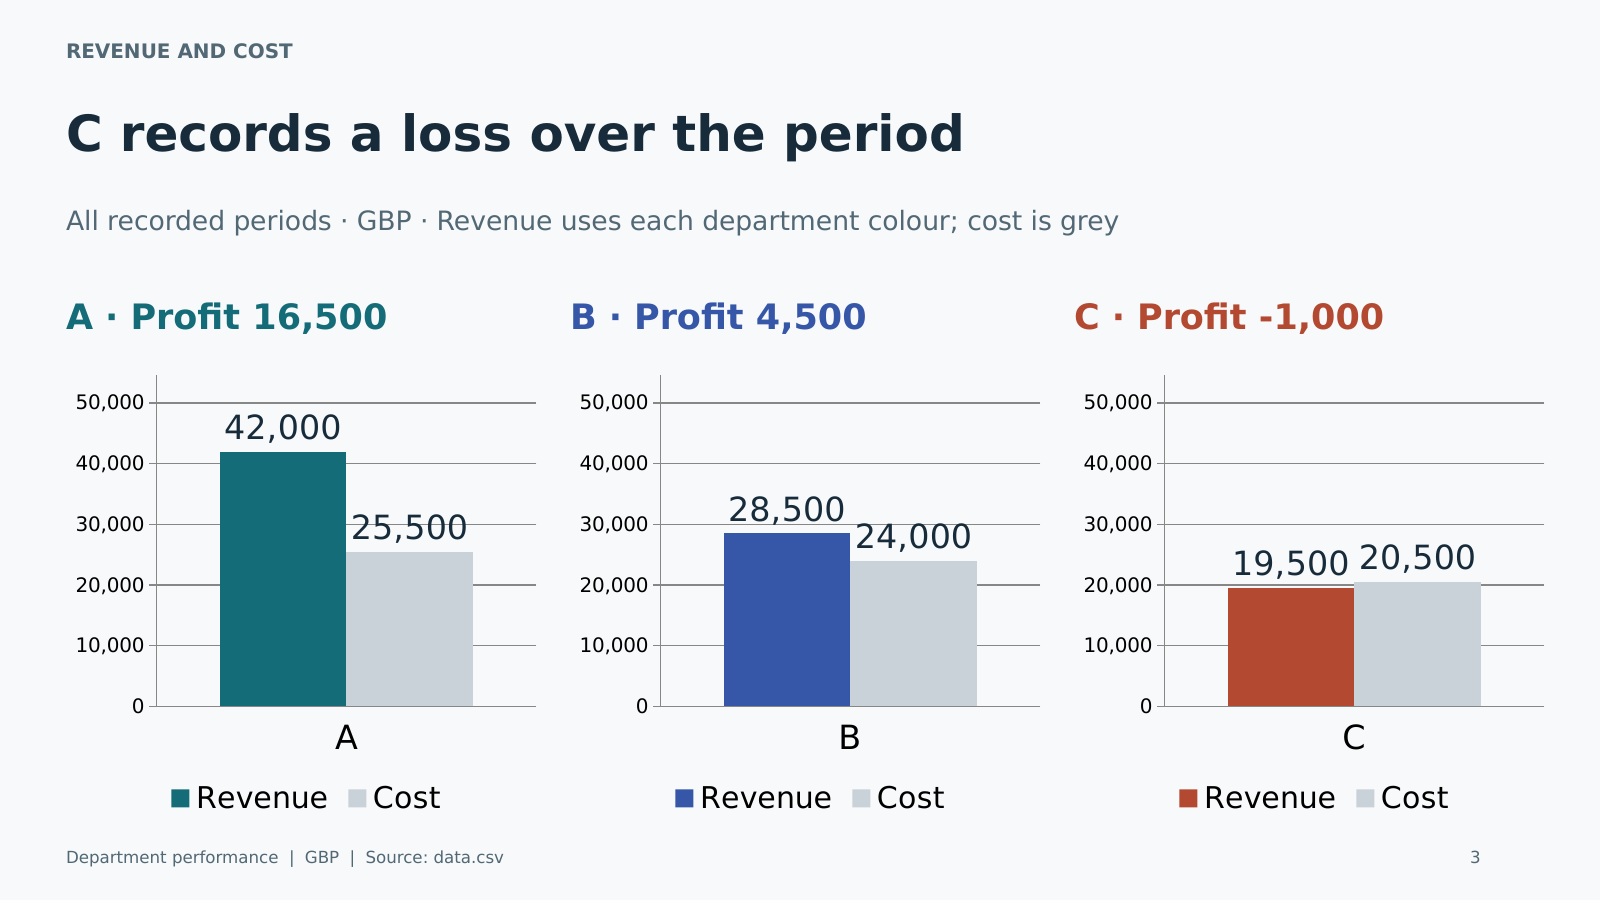 REVENUE AND COST
C records a loss over the period
All recorded periods · GBP · Revenue uses each department colour; cost is grey
A · Profit 16,500
50,000
40,000
30,000
20,000
10,000
0
42,000
25,500
A
Revenue Cost
B · Profit 4,500
50,000
40,000
30,000
20,000
10,000
0
28,500
24,000
B
Revenue Cost
C · Profit -1,000
50,000
40,000
30,000
20,000
10,000
0
19,500
20,500
C
Revenue Cost
Department performance | GBP | Source: data.csv
3